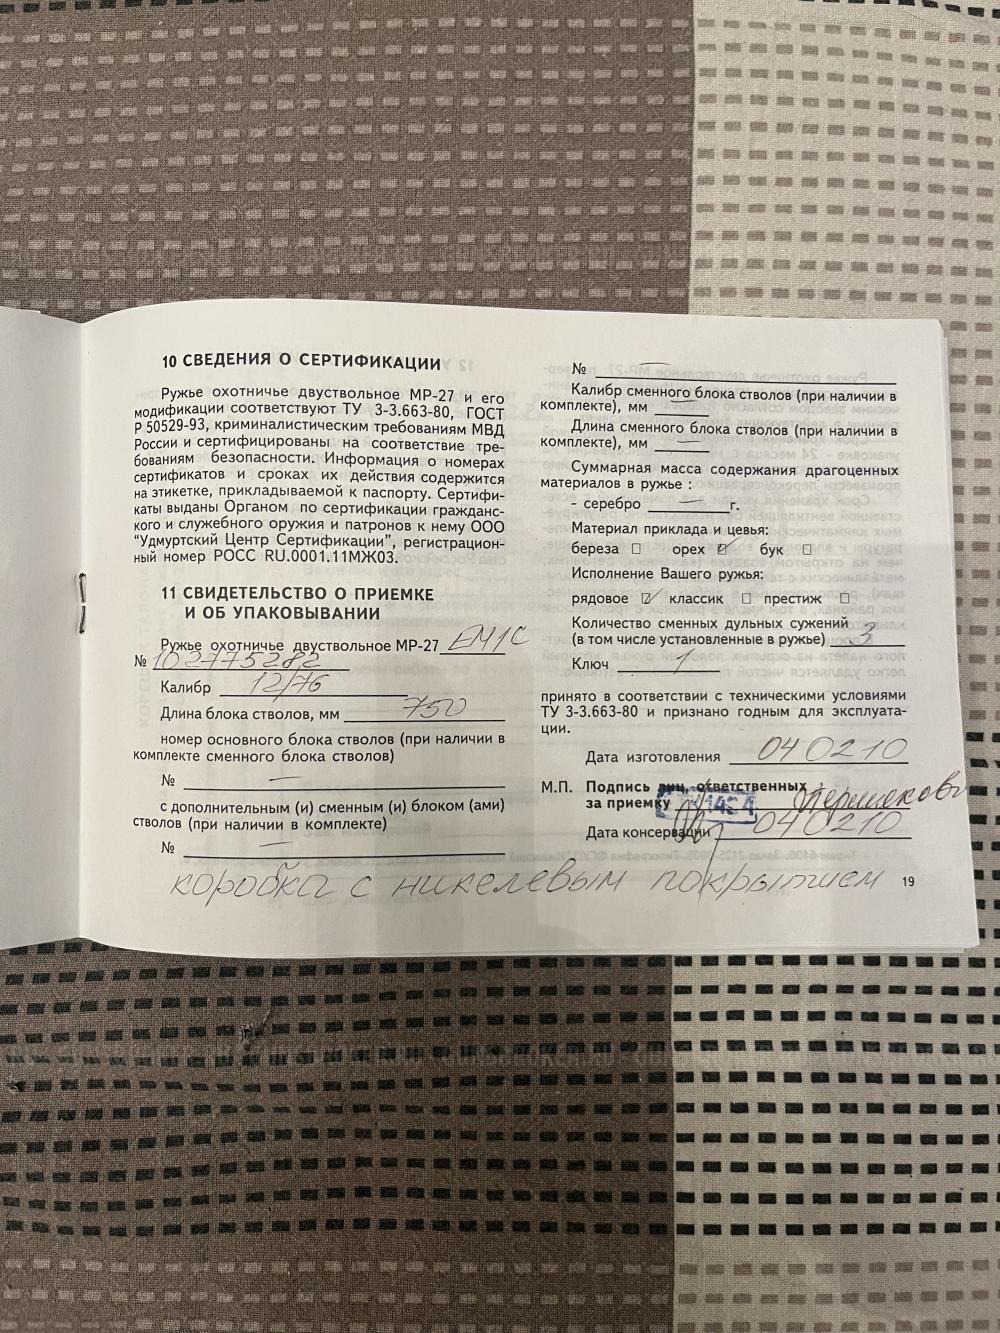 10 СВЕДЕНИЯ О СЕРТИФИКАЦИИ
Ружье охотничье двуствольное МР-27 и его
модификации соответствуют ТУ 3-3.663-80, ГОСТ
Р 50529-93, криминалистическим требованиям МВД
России и сертифицированы на соответствие тре-
бованиям безопасности. Информация о номерах
сертификатов и сроках их действия содержится
на этикетке, прикладываемой к паспорту. Сертифи-
каты выданы Органом по сертификации гражданс-
кого и служебного оружия и патронов к нему ООО
"Удмуртский Центр Сертификации", регистрацион-
ный номер РОСС RU.0001.11МЖ03.
11 СВИДЕТЕЛЬСТВО О ПРИЕМКЕ
И ОБ УПАКОВЫВАНИИ
Ружье охотничье двуствольное МР-27 ЕМ1С
№ 102775282
Калибр 12/76
Длина блока стволов, мм 750
номер основного блока стволов (при наличии в
комплекте сменного блока стволов)
№ —
с дополнительным (и) сменным (и) блоком (ами)
стволов (при наличии в комплекте)
№ —
№ —
Калибр сменного блока стволов (при наличии в
комплекте), мм —
Длина сменного блока стволов (при наличии в
комплекте), мм —
Суммарная масса содержания драгоценных
материалов в ружье :
- серебро — г.
Материал приклада и цевья:
береза ☐ орех ☑ бук ☐
Исполнение Вашего ружья:
рядовое ☑ классик ☐ престиж ☐
Количество сменных дульных сужений
(в том числе установленные в ружье) 3
Ключ 1
принято в соответствии с техническими условиями
ТУ 3-3.663-80 и признано годным для эксплуата-
ции.
Дата изготовления 040210
М.П. Подпись лиц, ответственных
за приемку
Дата консервации 040210
коробка с никелевым покрытием
19